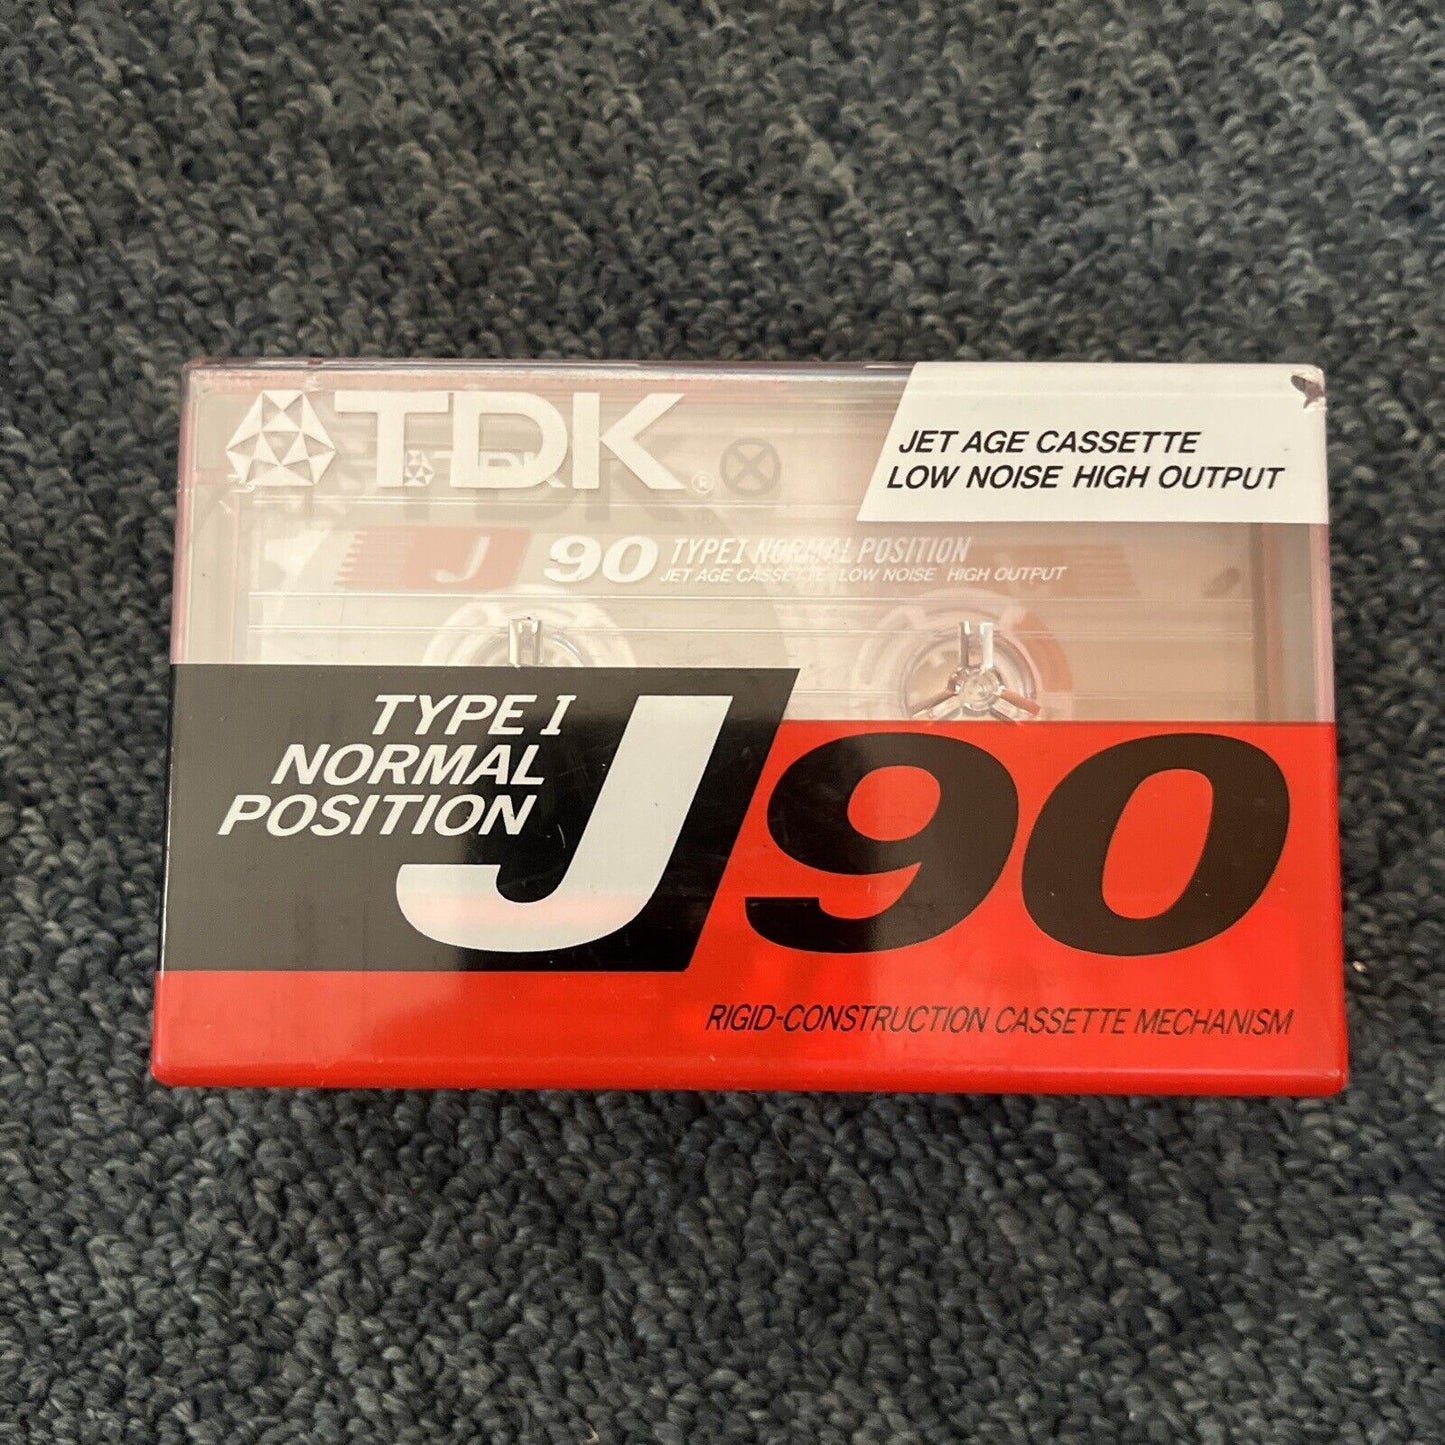 TDK®
JET AGE CASSETTE
LOW NOISE HIGH OUTPUT
TDK
J 90 TYPE I NORMAL POSITION
JET AGE CASSETTE LOW NOISE HIGH OUTPUT
TYPE I
NORMAL
POSITION
J90
RIGID-CONSTRUCTION CASSETTE MECHANISM